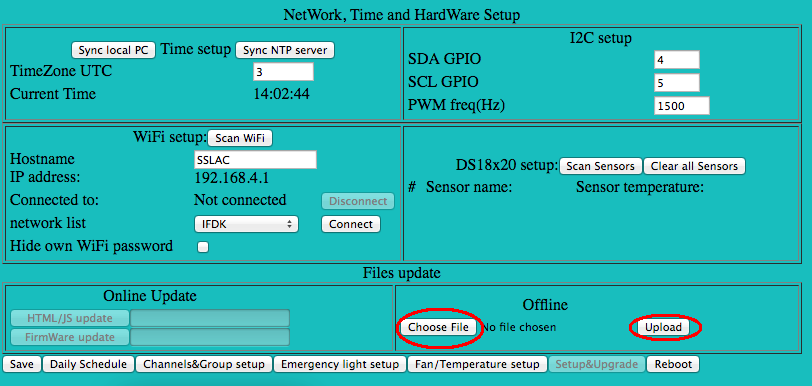 NetWork, Time and HardWare Setup
Sync local PC Time setup Sync NTP server
TimeZone UTC 3
Current Time 14:02:44
I2C setup
SDA GPIO 4
SCL GPIO 5
PWM freq(Hz) 1500
WiFi setup: Scan WiFi
Hostname SSLAC
IP address: 192.168.4.1
Connected to: Not connected Disconnect
network list IFDK Connect
Hide own WiFi password
DS18x20 setup: Scan Sensors Clear all Sensors
# Sensor name: Sensor temperature:
Files update
Online Update
HTML/JS update
FirmWare update
Offline
Choose File No file chosen Upload
Save Daily Schedule Channels&Group setup Emergency light setup Fan/Temperature setup Setup&Upgrade Reboot